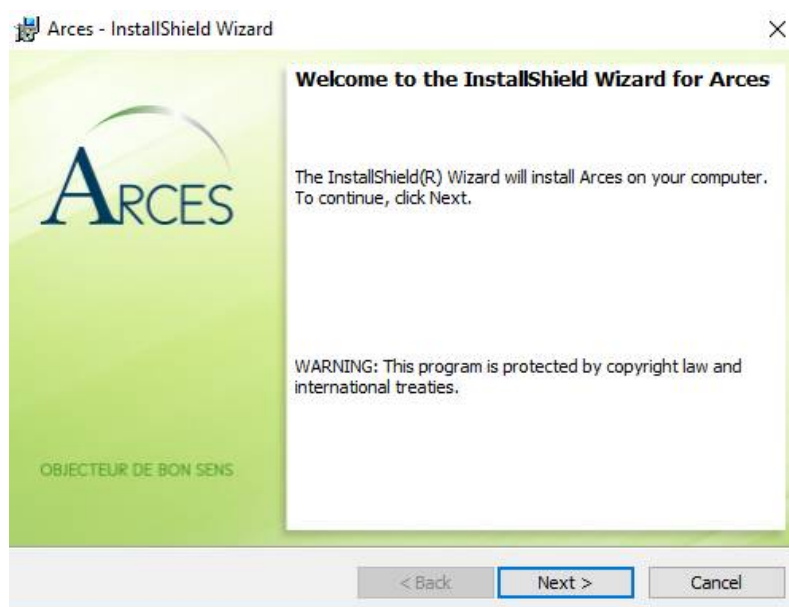 Arces - InstallShield Wizard
Welcome to the InstallShield Wizard for Arces
ARCES
The InstallShield(R) Wizard will install Arces on your computer.
To continue, click Next.
WARNING: This program is protected by copyright law and
international treaties.
OBJECTEUR DE BON SENS
< Back
Next >
Cancel